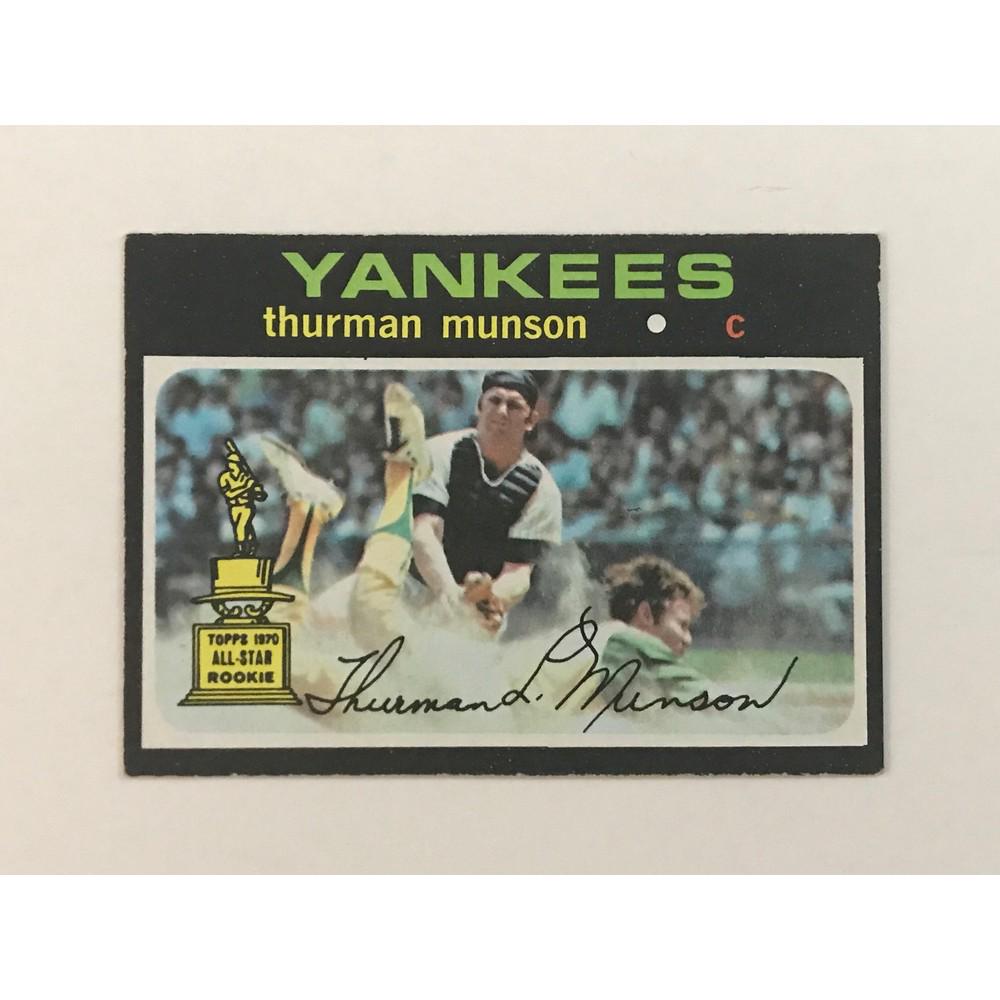 YANKEES
thurman munson • c
TOPPS 1970
ALL-STAR
ROOKIE
Thurman L. Munson